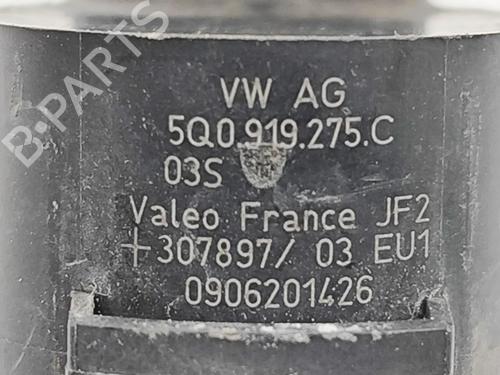 B-PARTS
VW AG
5Q0.919.275.C
03S
Valeo France JF2
+307897/ 03 EU1
0906201426